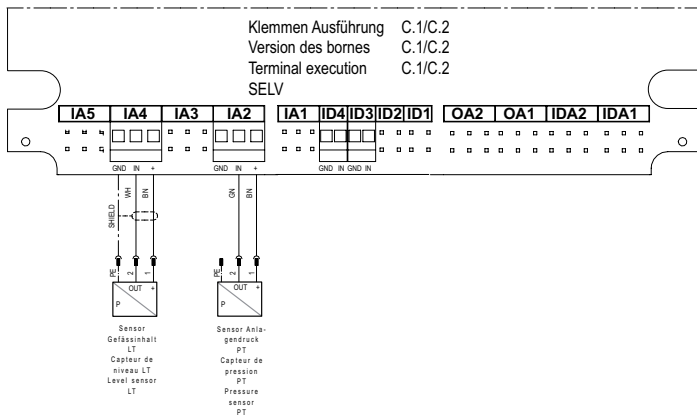 Klemmen Ausführung C.1/C.2
Version des bornes C.1/C.2
Terminal execution C.1/C.2
SELV
IA5 IA4 IA3 IA2 IA1 ID4 ID3 ID2 ID1 OA2 OA1 IDA2 IDA1
GND IN + GND IN + GND IN GND IN
SHIELD WH BN GN BN
PE 2 1 PE 2 1
OUT + OUT +
P P
Sensor
Gefässinhalt
LT
Capteur de
niveau LT
Level sensor
LT
Sensor Anla-
gendruck
PT
Capteur de
pression
PT
Pressure
sensor
PT